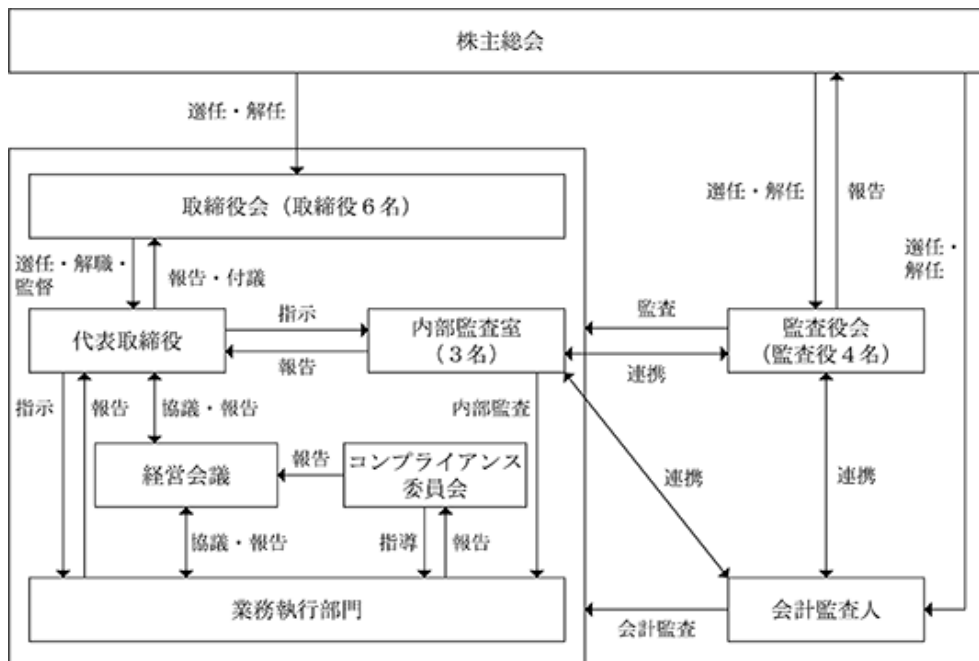 株主総会
選任・解任
取締役会（取締役６名）
選任・解任
報告
選任・
解任
選任・解職・
監督
報告・付議
代表取締役
指示
報告
内部監査室
（３名）
監査
連携
監査役会
（監査役４名）
指示
報告
協議・報告
内部監査
経営会議
報告
コンプライアンス
委員会
連携
連携
協議・報告
指導
報告
業務執行部門
会計監査
会計監査人